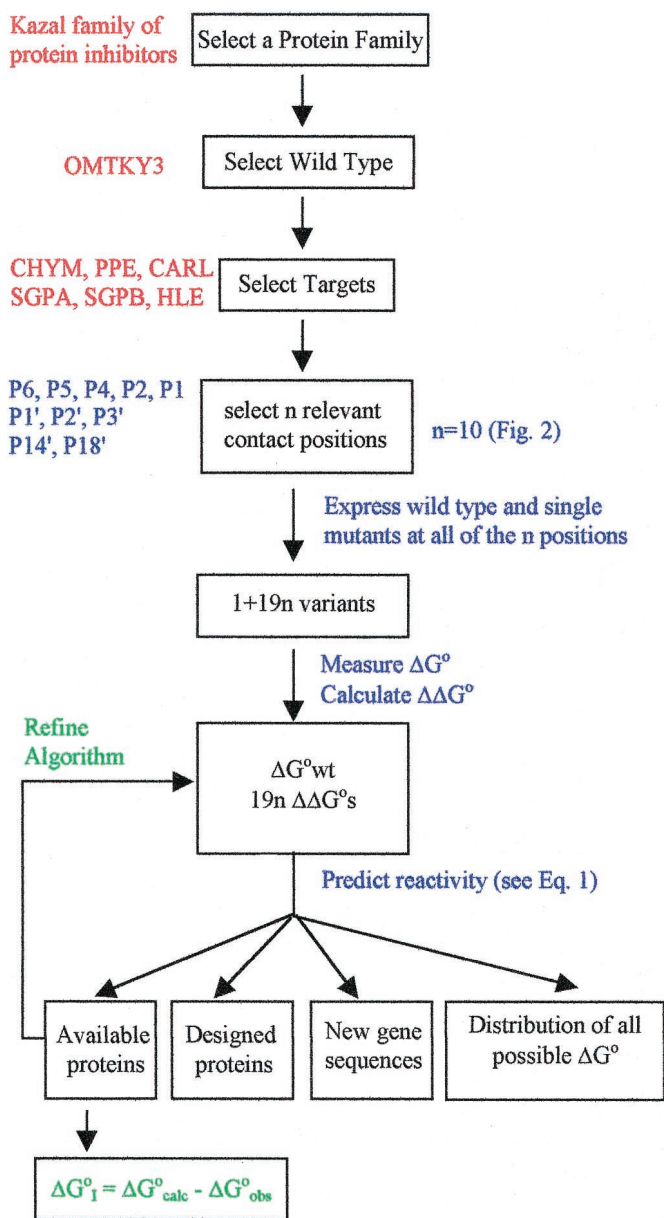 Kazal family of
protein inhibitors
Select a Protein Family
OMTKY3
Select Wild Type
CHYM, PPE, CARL
SGPA, SGPB, HLE
Select Targets
P6, P5, P4, P2, P1
P1', P2', P3'
P14', P18'
select n relevant
contact positions
n=10 (Fig. 2)
Express wild type and single
mutants at all of the n positions
1+19n variants
Measure ΔG°
Calculate ΔΔG°
Refine
Algorithm
ΔG°wt
19n ΔΔG°s
Predict reactivity (see Eq. 1)
Available
proteins
Designed
proteins
New gene
sequences
Distribution of all
possible ΔG°
ΔG°I = ΔG°calc - ΔG°obs